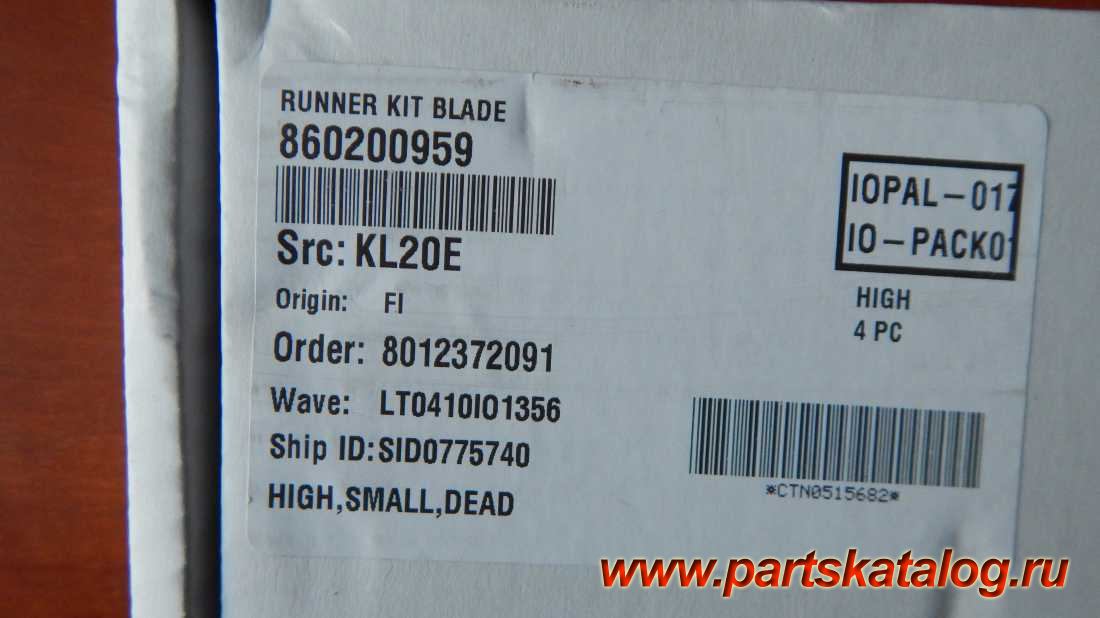 RUNNER KIT BLADE
860200959
Src: KL20E
Origin: FI
Order: 8012372091
Wave: LT0410IO1356
Ship ID:SID0775740
HIGH,SMALL,DEAD
IOPAL-017
IO-PACK01
HIGH
4 PC
*CTN0515682*
www.partskatalog.ru